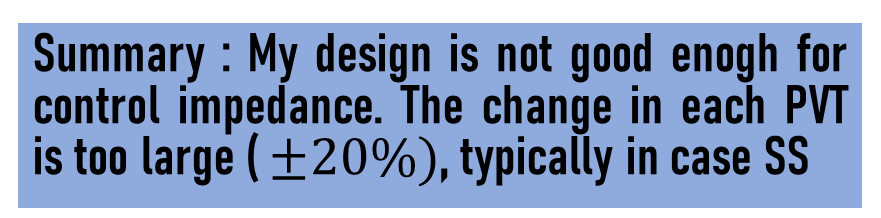 Summary : My design is not good enogh for
control impedance. The change in each PVT
is too large ( ±20%), typically in case SS